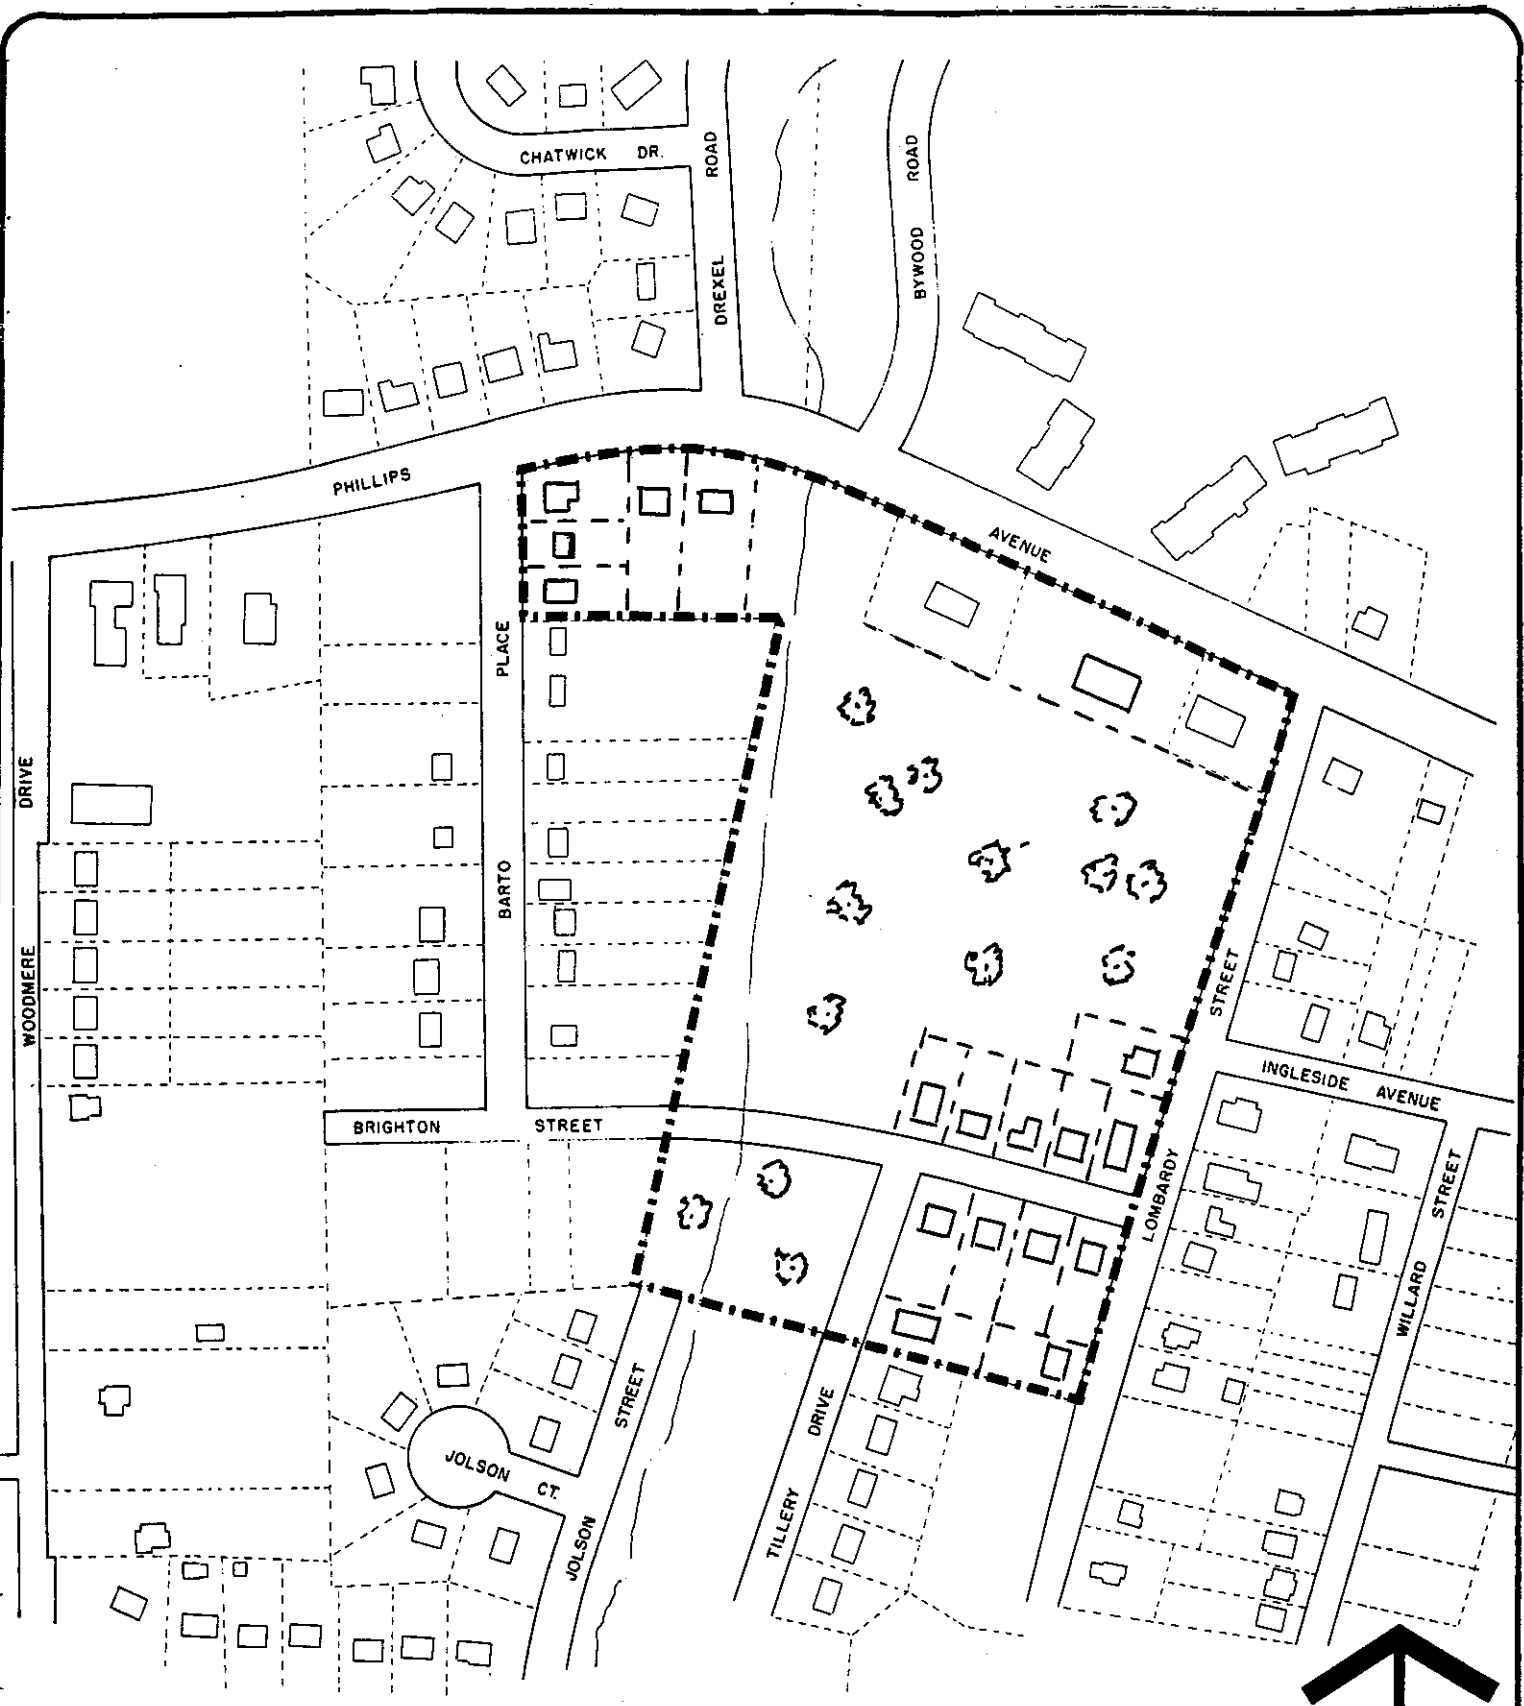 CHATWICK DR.
ROAD
DREXEL
ROAD
BYWOOD
PHILLIPS
AVENUE
PLACE
BARTO
DRIVE
WOODMERE
STREET
INGLESIDE AVENUE
BRIGHTON STREET
LOMBARDY
STREET
WILLARD
STREET
JOLSON CT.
JOLSON
DRIVE
TILLERY